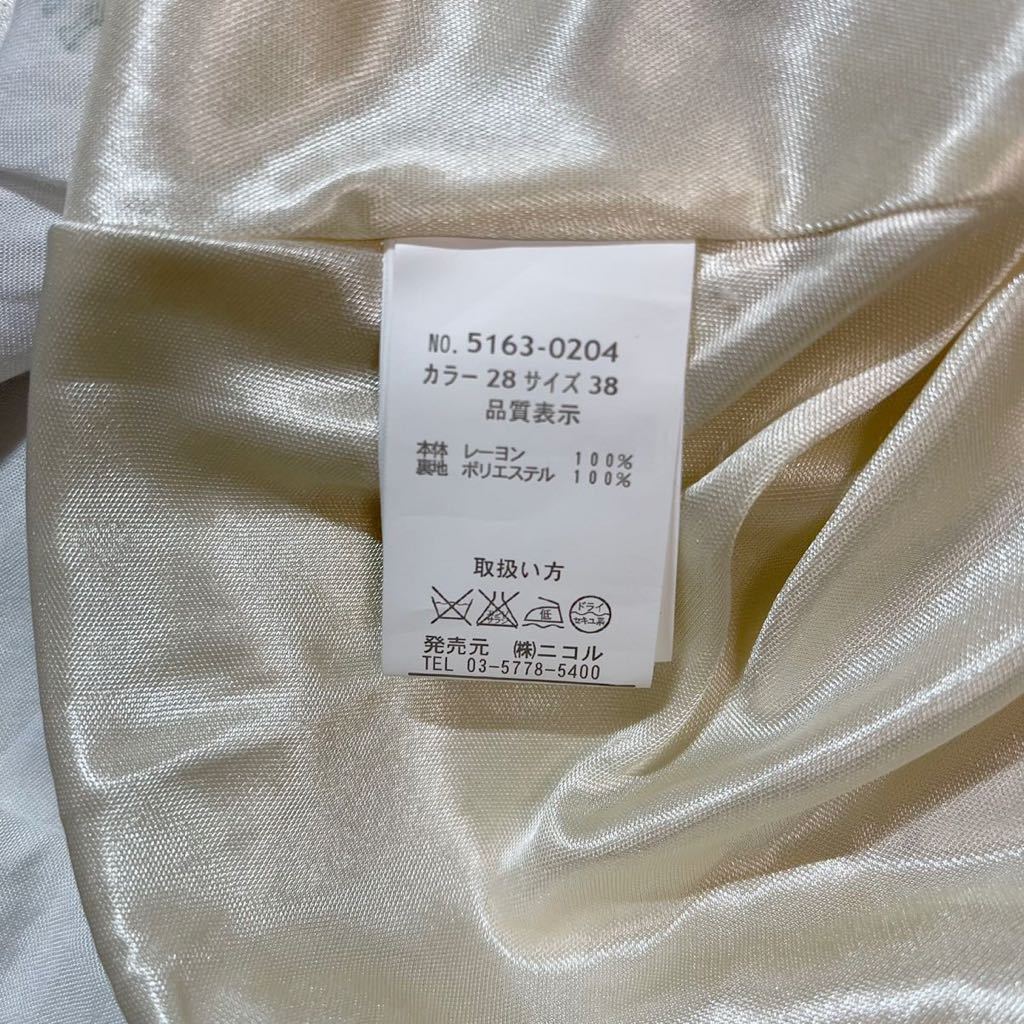 NO. 5163-0204
カラー 28 サイズ 38
品質表示
本体 レーヨン 100%
裏地 ポリエステル 100%
取扱い方
低 ドライ
セキユ系
発売元 ㈱ニコル
TEL 03-5778-5400